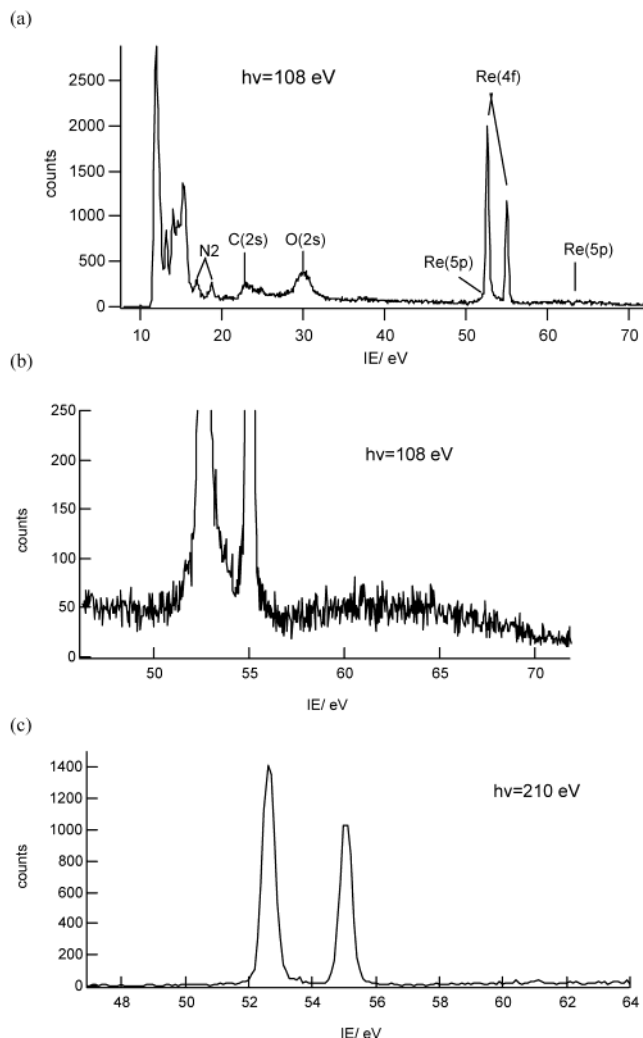 (a)
hν=108 eV
Re(4f)
2500
2000
1500
1000
500
0
counts
N2
C(2s)
O(2s)
Re(5p)
Re(5p)
10 20 30 40 50 60 70
IE/ eV
(b)
hν=108 eV
250
200
150
100
50
0
counts
50 55 60 65 70
IE/ eV
(c)
hν=210 eV
1400
1200
1000
800
600
400
200
0
counts
48 50 52 54 56 58 60 62 64
IE/ eV